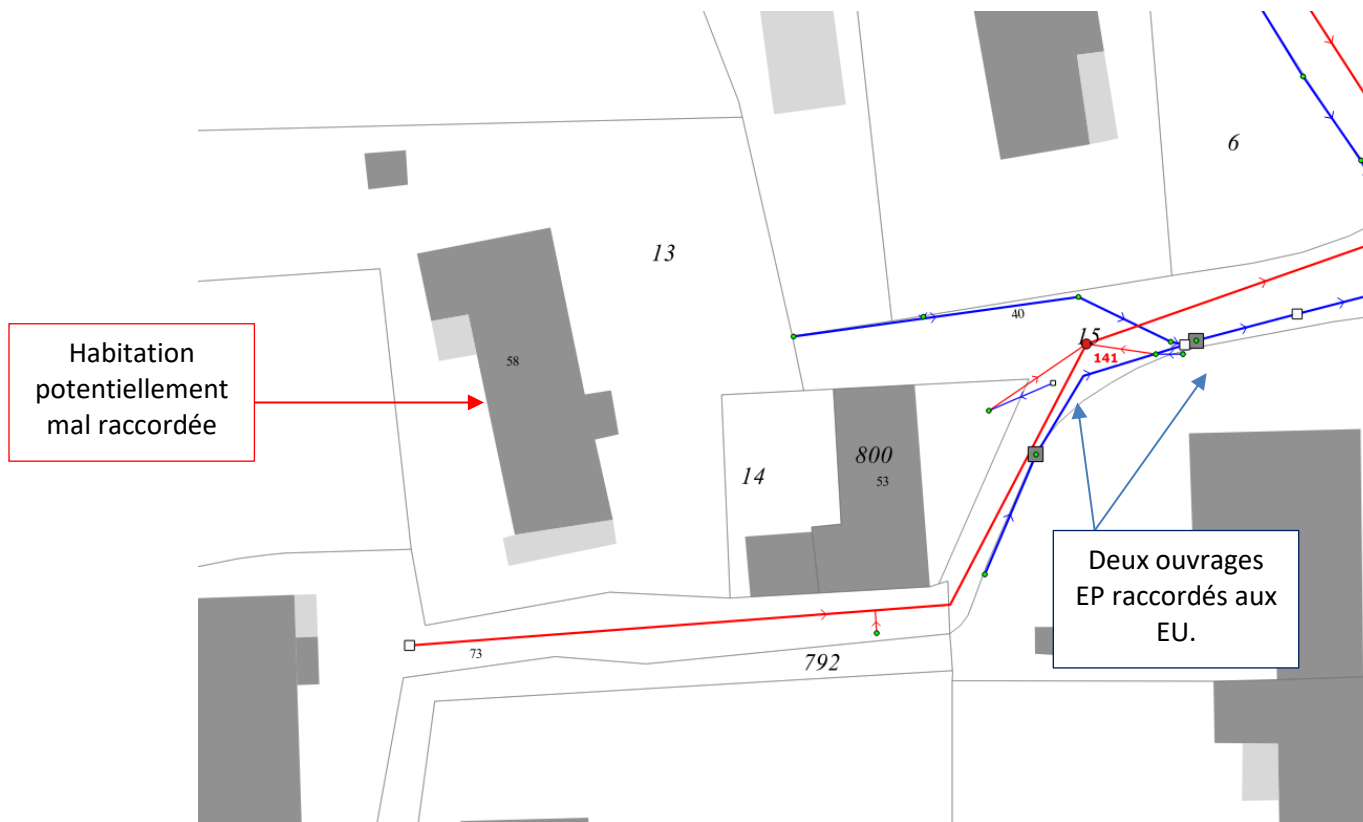 6
13
40
15
141
Habitation
potentiellement
mal raccordée
58
800
53
14
Deux ouvrages
EP raccordés aux
EU.
73
792